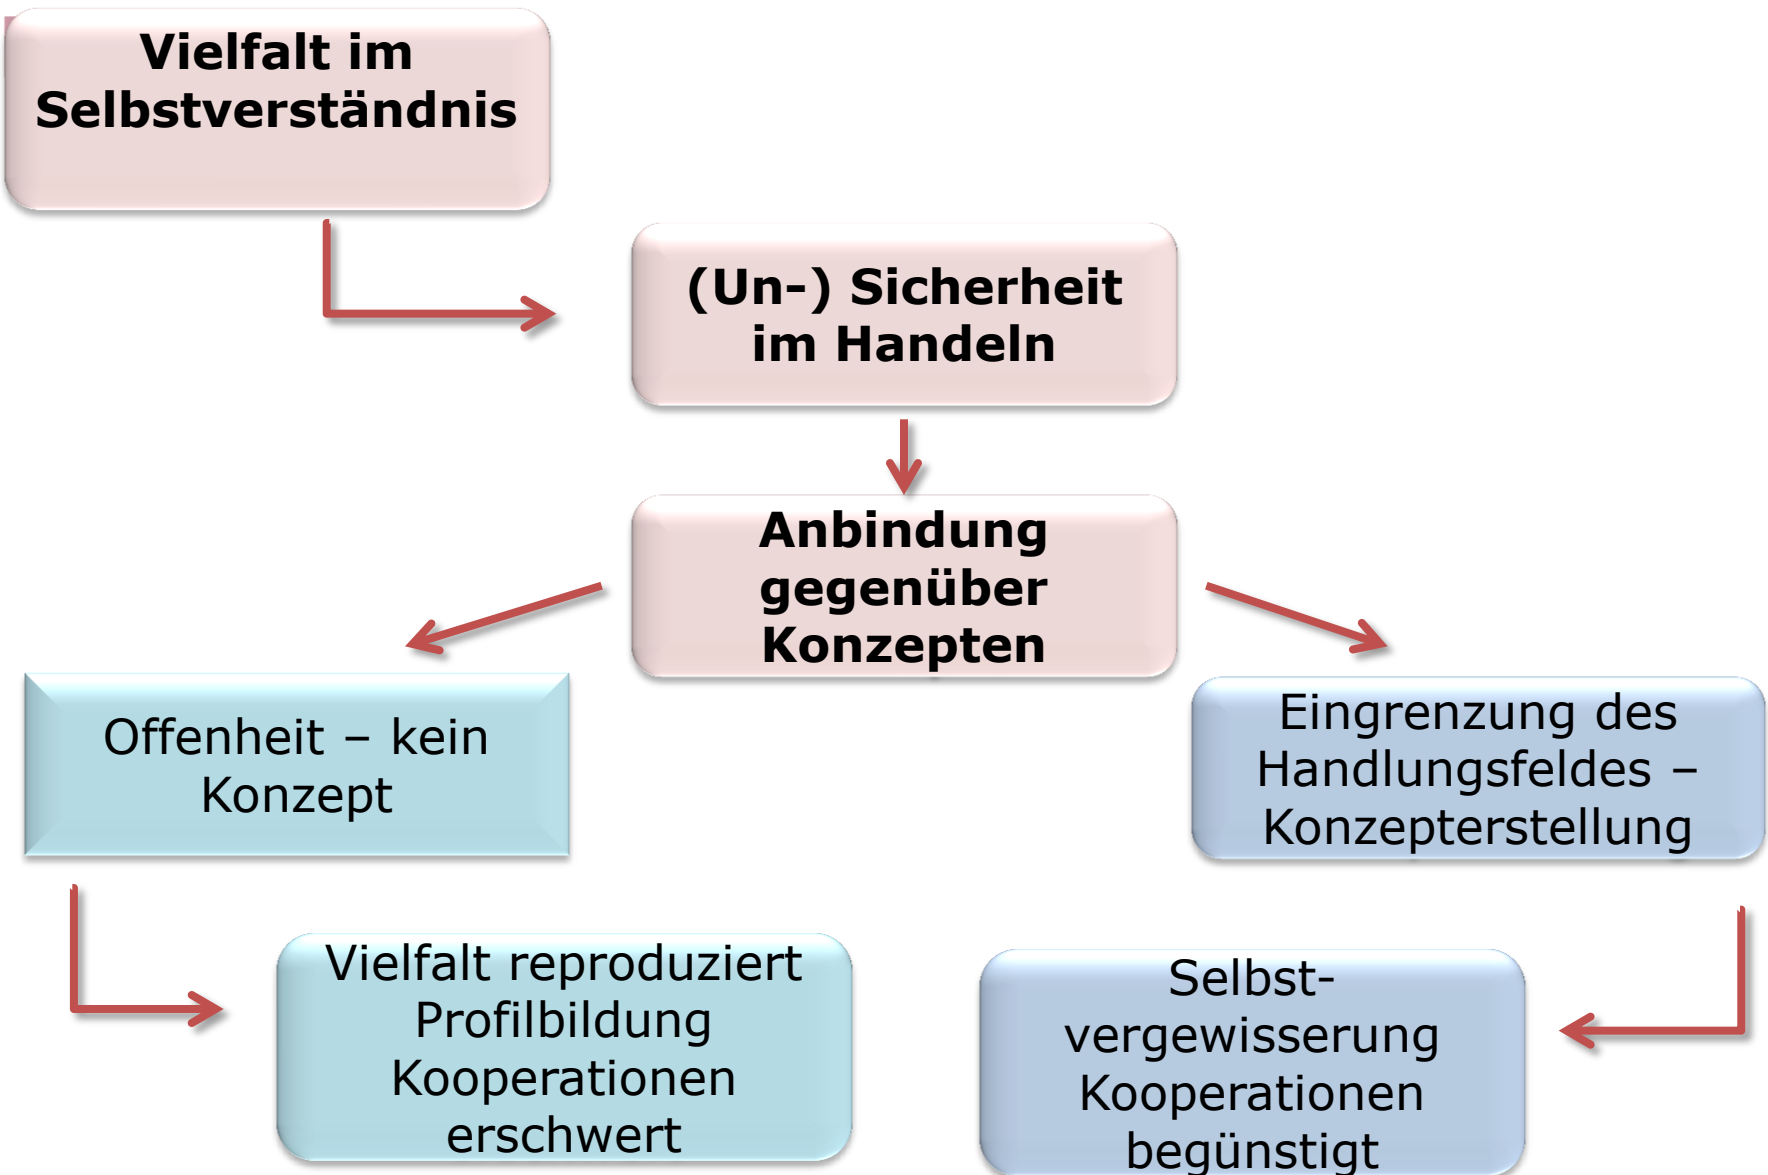 Vielfalt im
Selbstverständnis
(Un-) Sicherheit
im Handeln
Anbindung
gegenüber
Konzepten
Offenheit – kein
Konzept
Eingrenzung des
Handlungsfeldes –
Konzepterstellung
Vielfalt reproduziert
Profilbildung
Kooperationen
erschwert
Selbst-
vergewisserung
Kooperationen
begünstigt